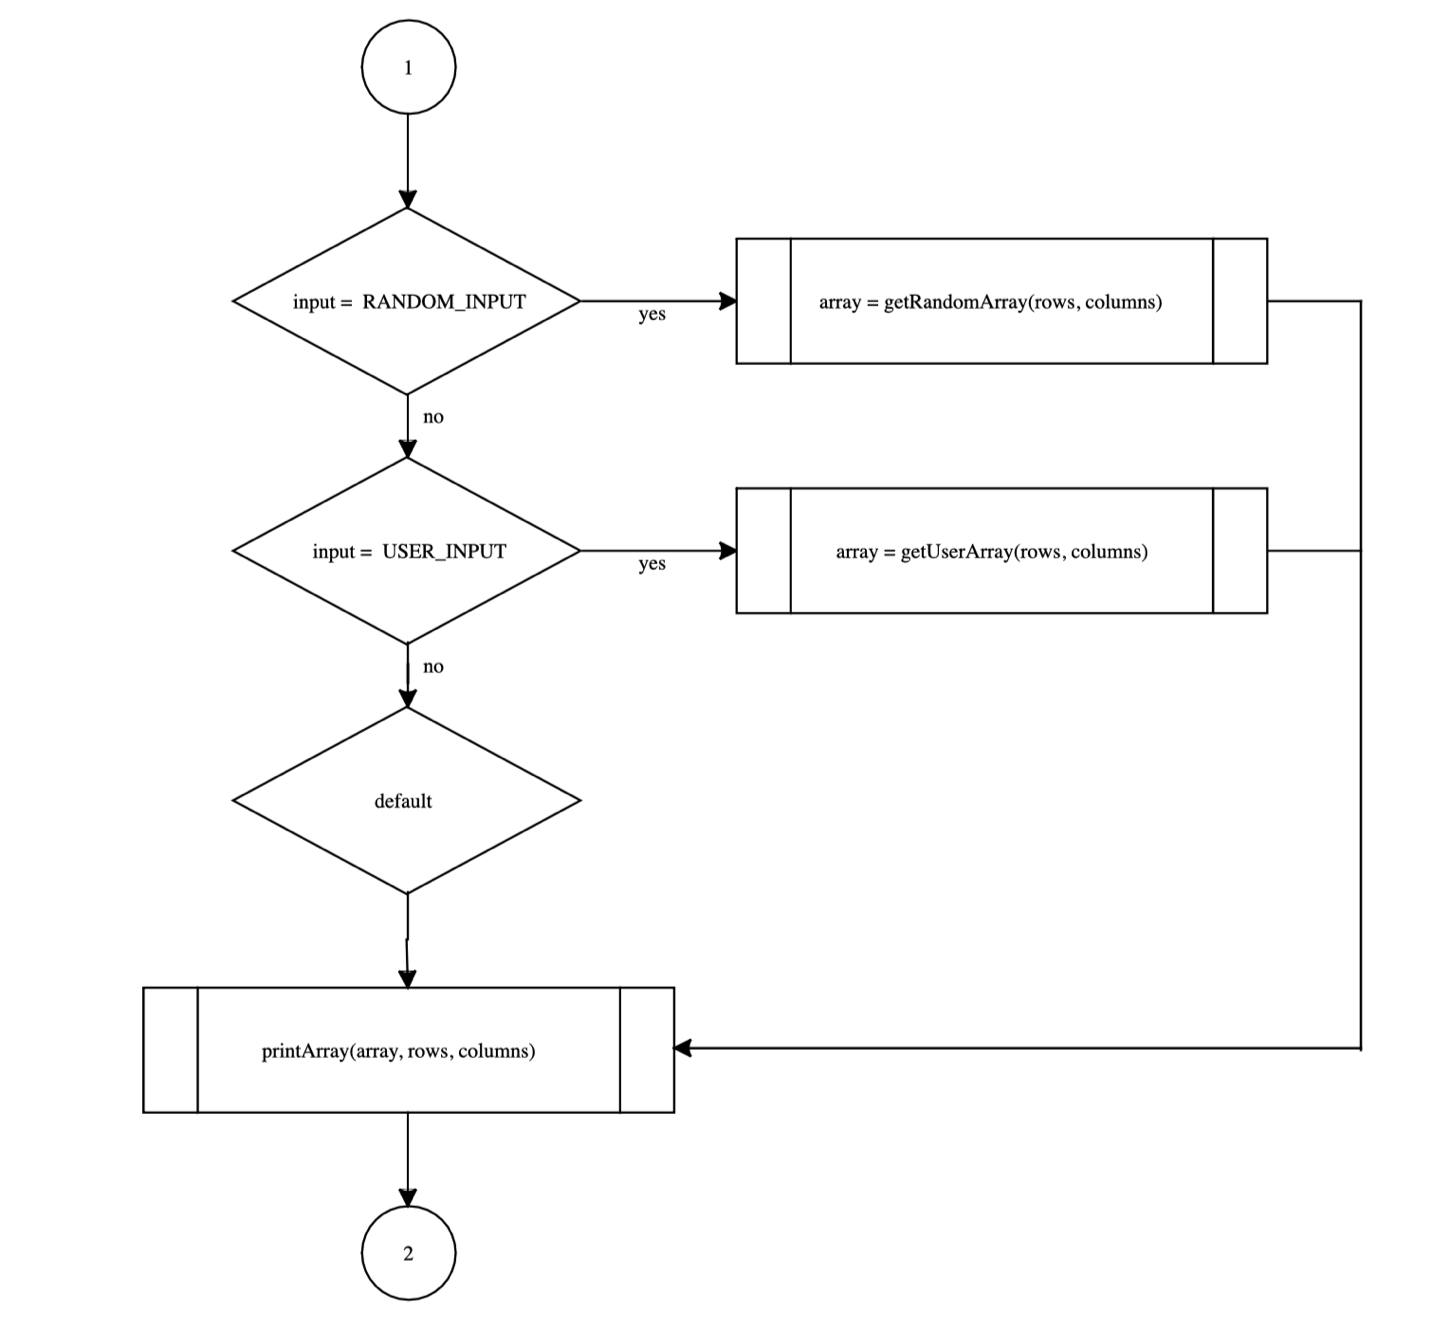 1
input = RANDOM_INPUT
yes
array = getRandomArray(rows, columns)
no
input = USER_INPUT
yes
array = getUserArray(rows, columns)
no
default
printArray(array, rows, columns)
2